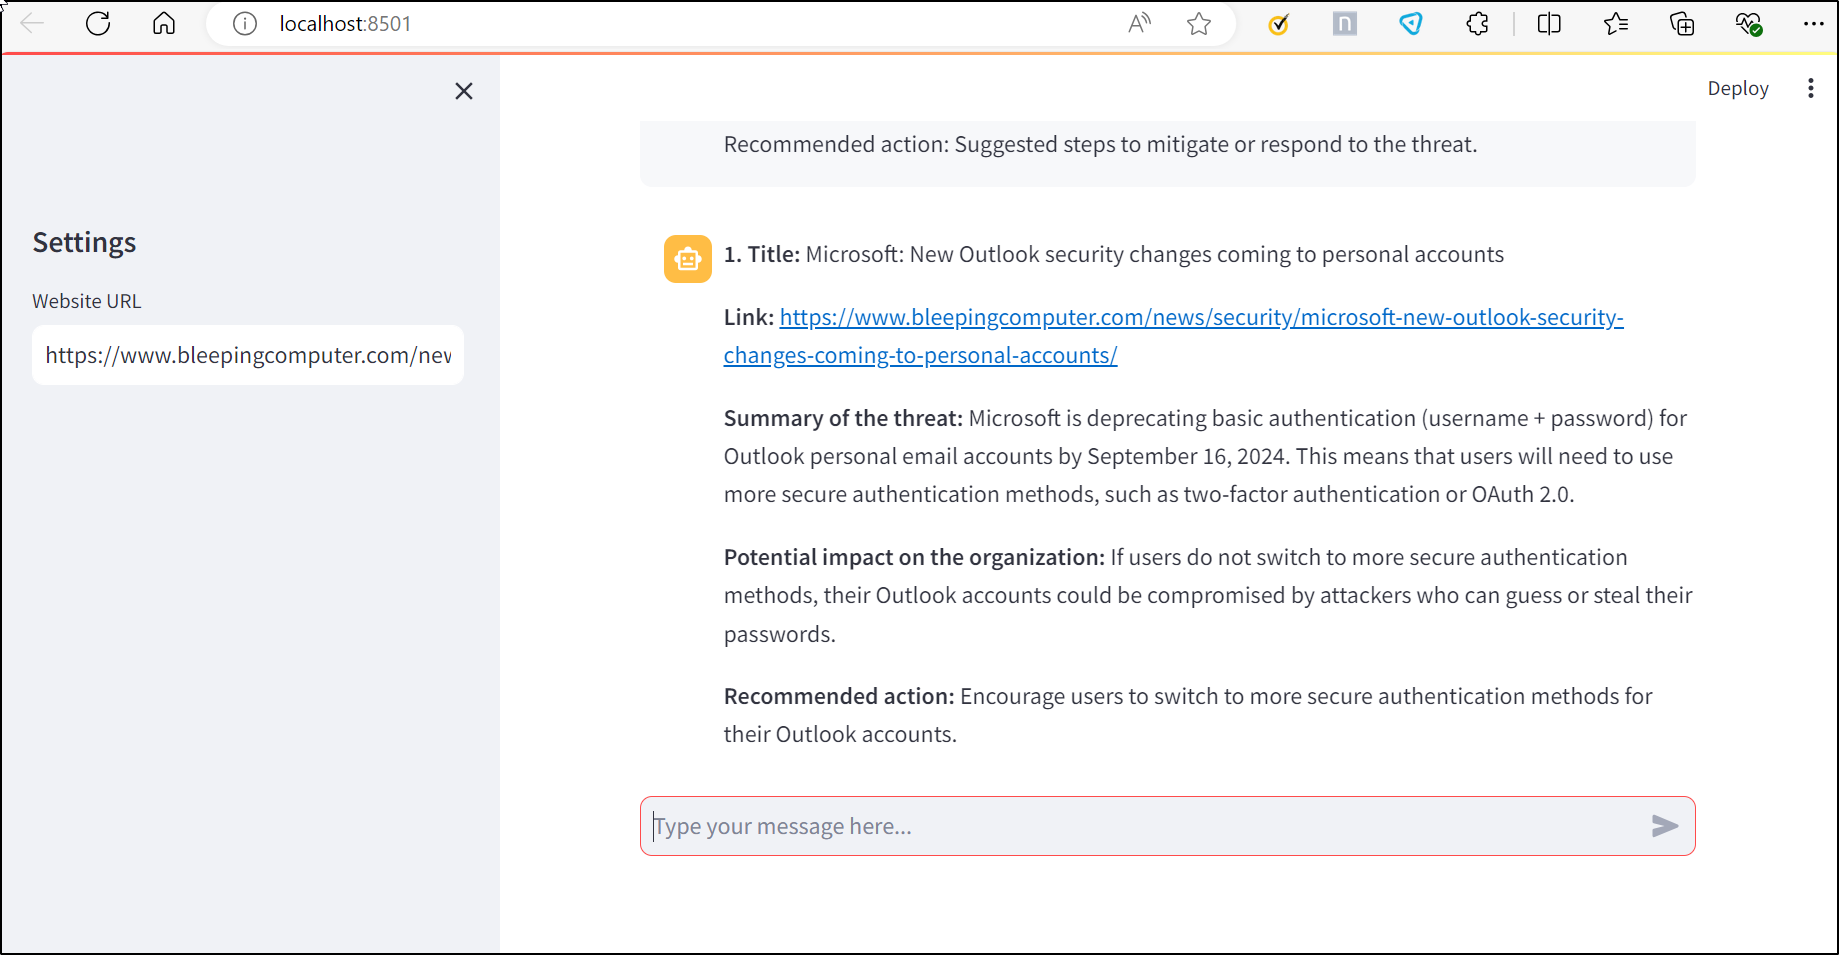 localhost:8501
Deploy
Settings
Website URL
https://www.bleepingcomputer.com/nev
Recommended action: Suggested steps to mitigate or respond to the threat.
1. Title: Microsoft: New Outlook security changes coming to personal accounts
Link: https://www.bleepingcomputer.com/news/security/microsoft-new-outlook-security-
changes-coming-to-personal-accounts/
Summary of the threat: Microsoft is deprecating basic authentication (username + password) for
Outlook personal email accounts by September 16, 2024. This means that users will need to use
more secure authentication methods, such as two-factor authentication or OAuth 2.0.
Potential impact on the organization: If users do not switch to more secure authentication
methods, their Outlook accounts could be compromised by attackers who can guess or steal their
passwords.
Recommended action: Encourage users to switch to more secure authentication methods for
their Outlook accounts.
Type your message here...